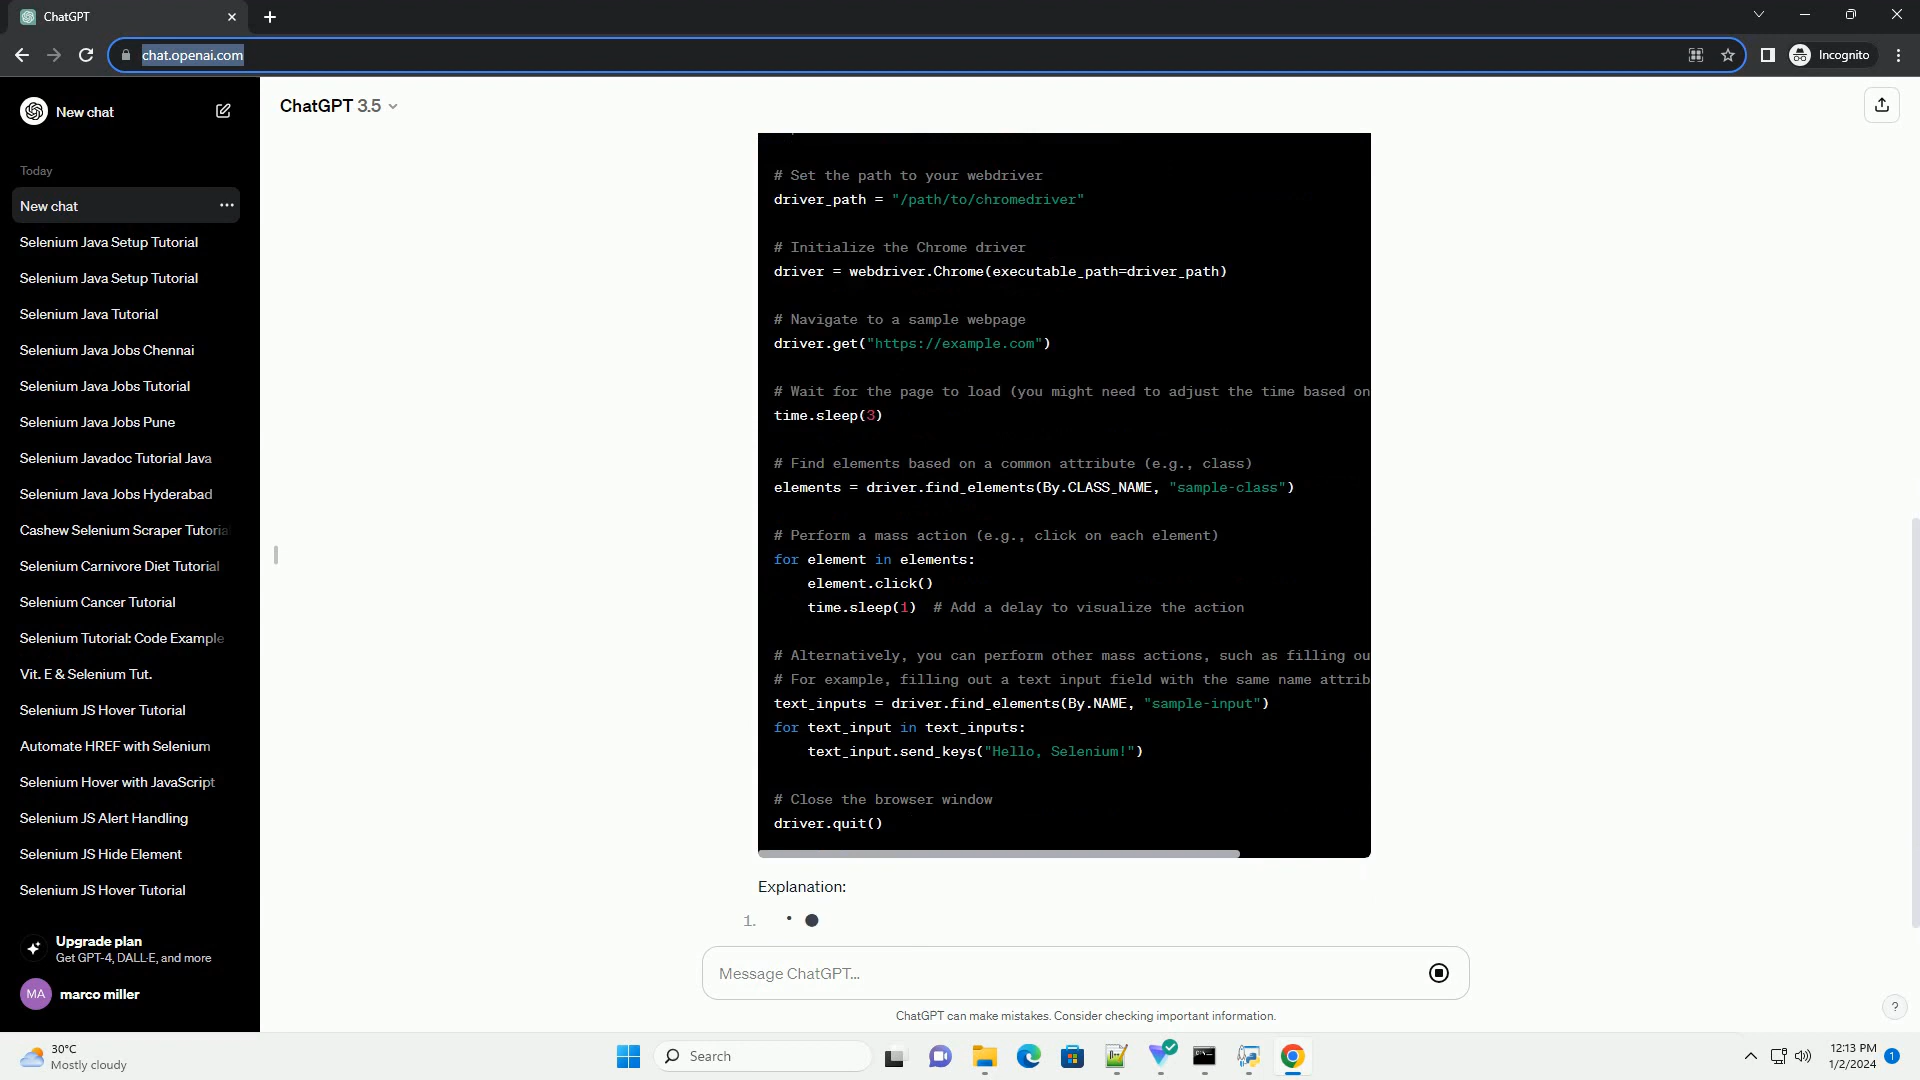 ChatGPT
chat.openai.com
Incognito
New chat
Today
New chat
Selenium Java Setup Tutorial
Selenium Java Setup Tutorial
Selenium Java Tutorial
Selenium Java Jobs Chennai
Selenium Java Jobs Tutorial
Selenium Java Jobs Pune
Selenium Javadoc Tutorial Java
Selenium Java Jobs Hyderabad
Cashew Selenium Scraper Tutoria
Selenium Carnivore Diet Tutorial
Selenium Cancer Tutorial
Selenium Tutorial: Code Example
Vit. E & Selenium Tut.
Selenium JS Hover Tutorial
Automate HREF with Selenium
Selenium Hover with JavaScript
Selenium JS Alert Handling
Selenium JS Hide Element
Selenium JS Hover Tutorial
Upgrade plan
Get GPT-4, DALL·E, and more
MA marco miller
ChatGPT 3.5
# Set the path to your webdriver
driver_path = "/path/to/chromedriver"
# Initialize the Chrome driver
driver = webdriver.Chrome(executable_path=driver_path)
# Navigate to a sample webpage
driver.get("https://example.com")
# Wait for the page to load (you might need to adjust the time based on
time.sleep(3)
# Find elements based on a common attribute (e.g., class)
elements = driver.find_elements(By.CLASS_NAME, "sample-class")
# Perform a mass action (e.g., click on each element)
for element in elements:
    element.click()
    time.sleep(1)  # Add a delay to visualize the action
# Alternatively, you can perform other mass actions, such as filling ou
# For example, filling out a text input field with the same name attrib
text_inputs = driver.find_elements(By.NAME, "sample-input")
for text_input in text_inputs:
    text_input.send_keys("Hello, Selenium!")
# Close the browser window
driver.quit()
Explanation:
1. •
Message ChatGPT...
ChatGPT can make mistakes. Consider checking important information.
?
30°C
Mostly cloudy
Search
12:13 PM
1/2/2024
1